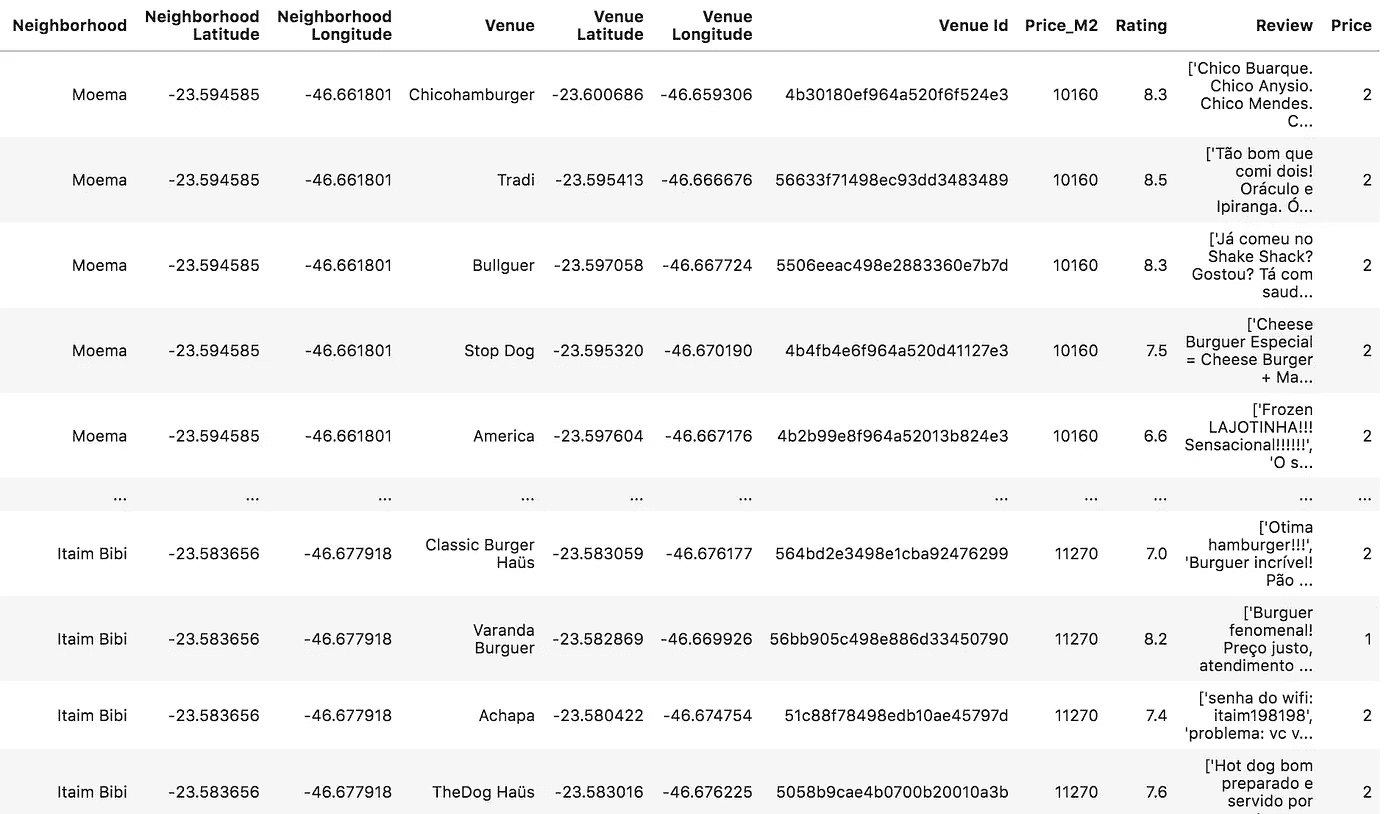 Neighborhood Neighborhood Latitude Neighborhood Longitude Venue Venue Latitude Venue Longitude Venue Id Price_M2 Rating Review Price
Moema -23.594585 -46.661801 Chicohamburger -23.600686 -46.659306 4b30180ef964a520f6f524e3 10160 8.3 ['Chico Buarque. Chico Anysio. Chico Mendes. C... 2
Moema -23.594585 -46.661801 Tradi -23.595413 -46.666676 56633f71498ec93dd3483489 10160 8.5 ['Tão bom que comi dois! Oráculo e Ipiranga. Ó... 2
Moema -23.594585 -46.661801 Bullguer -23.597058 -46.667724 5506eeac498e2883360e7b7d 10160 8.3 ['Já comeu no Shake Shack? Gostou? Tá com saud... 2
Moema -23.594585 -46.661801 Stop Dog -23.595320 -46.670190 4b4fb4e6f964a520d41127e3 10160 7.5 ['Cheese Burguer Especial = Cheese Burger + Ma... 2
Moema -23.594585 -46.661801 America -23.597604 -46.667176 4b2b99e8f964a52013b824e3 10160 6.6 ['Frozen LAJOTINHA!!! Sensacional!!!!!!', 'O s... 2
... ... ... ... ... ... ... ... ... ... ...
Itaim Bibi -23.583656 -46.677918 Classic Burger Haüs -23.583059 -46.676177 564bd2e3498e1cba92476299 11270 7.0 ['Otima hamburger!!!', 'Burguer incrível! Pão ... 2
Itaim Bibi -23.583656 -46.677918 Varanda Burguer -23.582869 -46.669926 56bb905c498e886d33450790 11270 8.2 ['Burguer fenomenal! Preço justo, atendimento ... 1
Itaim Bibi -23.583656 -46.677918 Achapa -23.580422 -46.674754 51c88f78498edb10ae45797d 11270 7.4 ['senha do wifi: itaim198198', 'problema: vc v... 2
Itaim Bibi -23.583656 -46.677918 TheDog Haüs -23.583016 -46.676225 5058b9cae4b0700b20010a3b 11270 7.6 ['Hot dog bom preparado e servido por 2